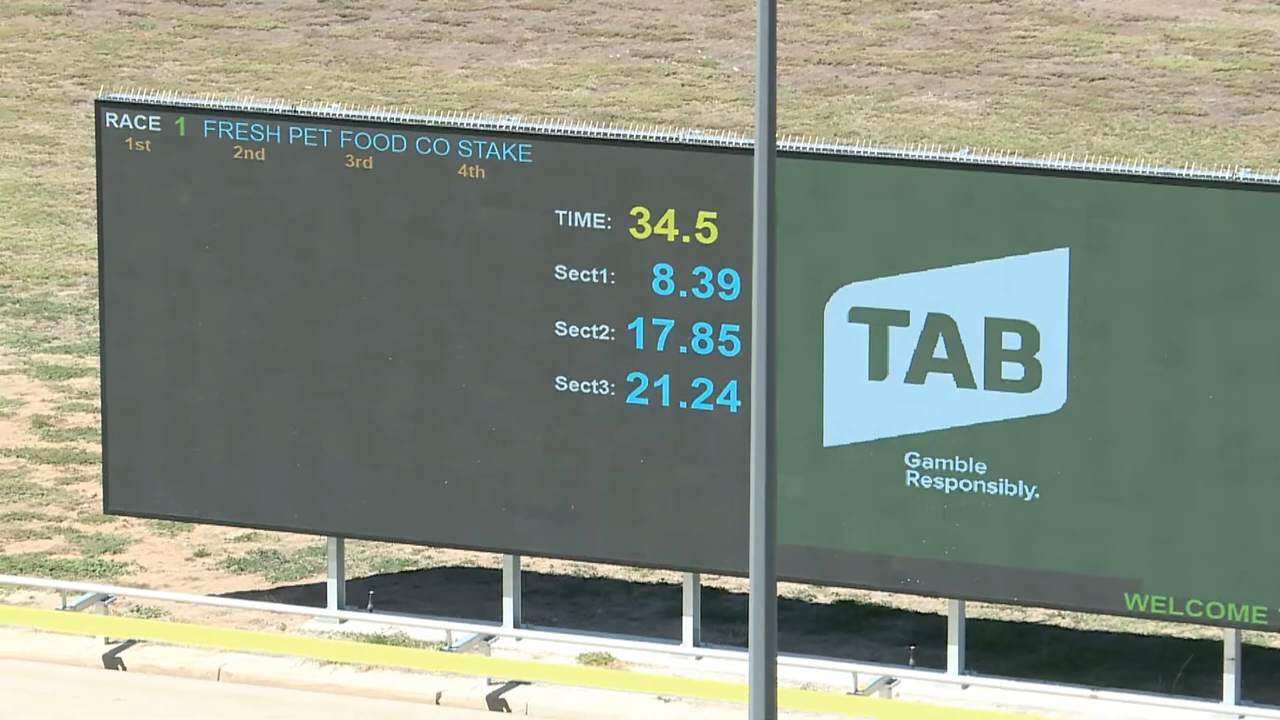 RACE 1 FRESH PET FOOD CO STAKE
1st 2nd 3rd 4th
TIME: 34.5
Sect1: 8.39
Sect2: 17.85
Sect3: 21.24
TAB
Gamble
Responsibly.
WELCOME